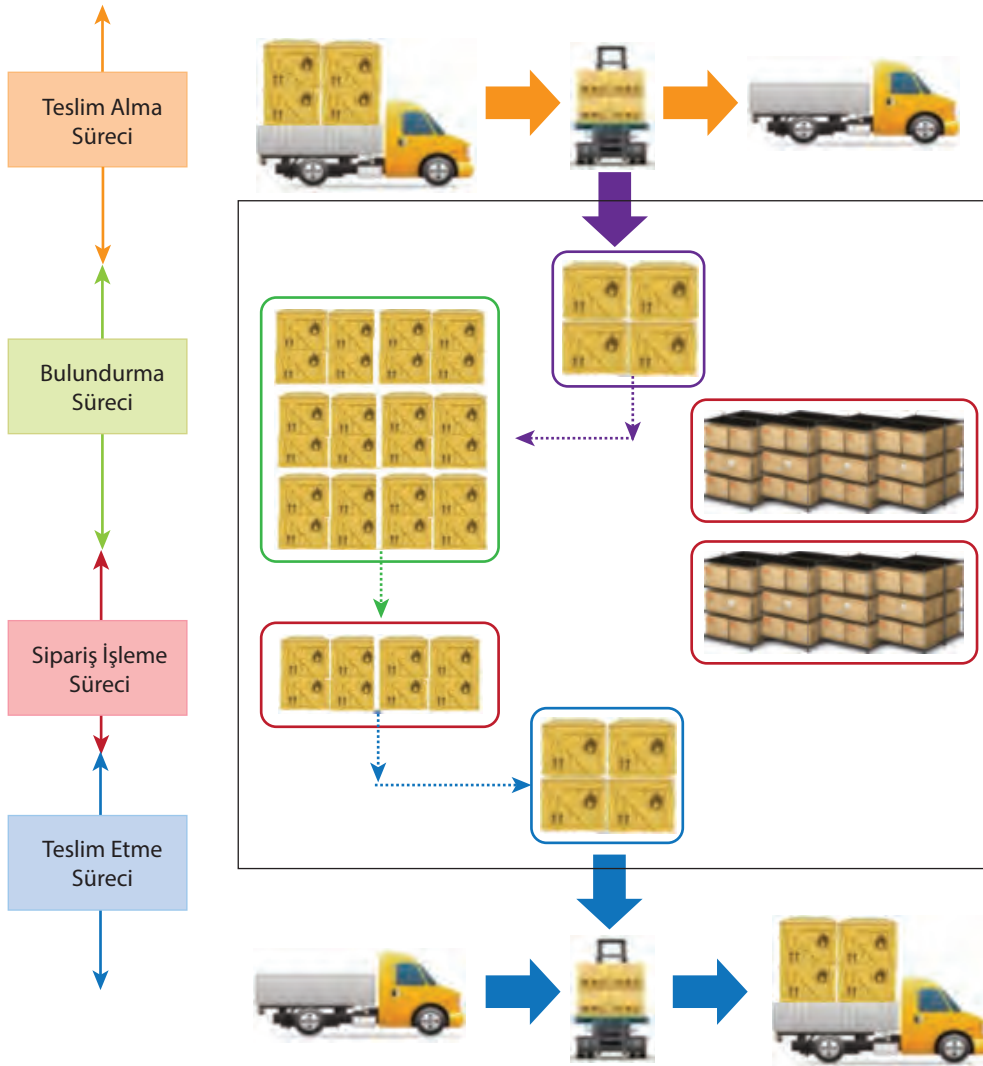 Teslim Alma
Süreci
Bulundurma
Süreci
Sipariş İşleme
Süreci
Teslim Etme
Süreci